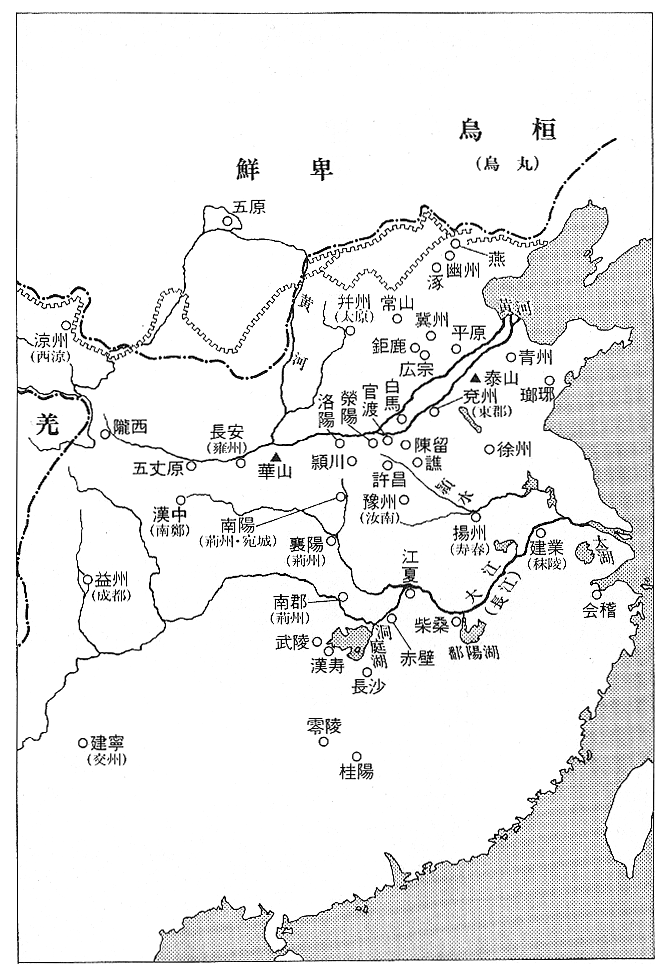 烏桓
(烏丸)
鮮卑
五原
燕
幽州
涿
黄河
幷州
(太原)
常山
冀州
黄河
平原
鉅鹿
広宗
青州
泰山
瑯琊
涼州
(西涼)
羌
隴西
白馬
官渡
滎陽
洛陽
兗州
(東郡)
長安
(雍州)
五丈原
華山
潁川
陳留
譙
徐州
許昌
潁水
豫州
(汝南)
漢中
(南鄭)
南陽
(荊州・宛城)
揚州
(寿春)
襄陽
(荊州)
建業
(秣陵)
太湖
江夏
大江
(長江)
益州
(成都)
南郡
(荊州)
会稽
柴桑
鄱陽湖
武陵
洞庭湖
赤壁
漢寿
長沙
建寧
(交州)
零陵
桂陽